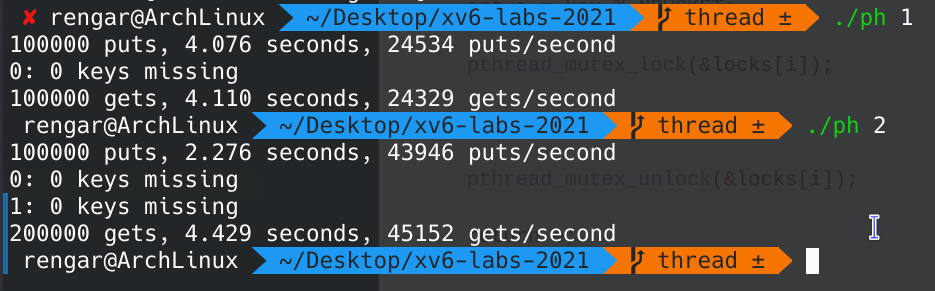 ✘ rengar@ArchLinux ~/Desktop/xv6-labs-2021 thread ± ./ph 1
100000 puts, 4.076 seconds, 24534 puts/second
0: 0 keys missing
pthread_mutex_lock(&locks[i]);
100000 gets, 4.110 seconds, 24329 gets/second
rengar@ArchLinux ~/Desktop/xv6-labs-2021 thread ± ./ph 2
100000 puts, 2.276 seconds, 43946 puts/second
0: 0 keys missing
pthread_mutex_unlock(&locks[i]);
1: 0 keys missing
200000 gets, 4.429 seconds, 45152 gets/second
rengar@ArchLinux ~/Desktop/xv6-labs-2021 thread ±